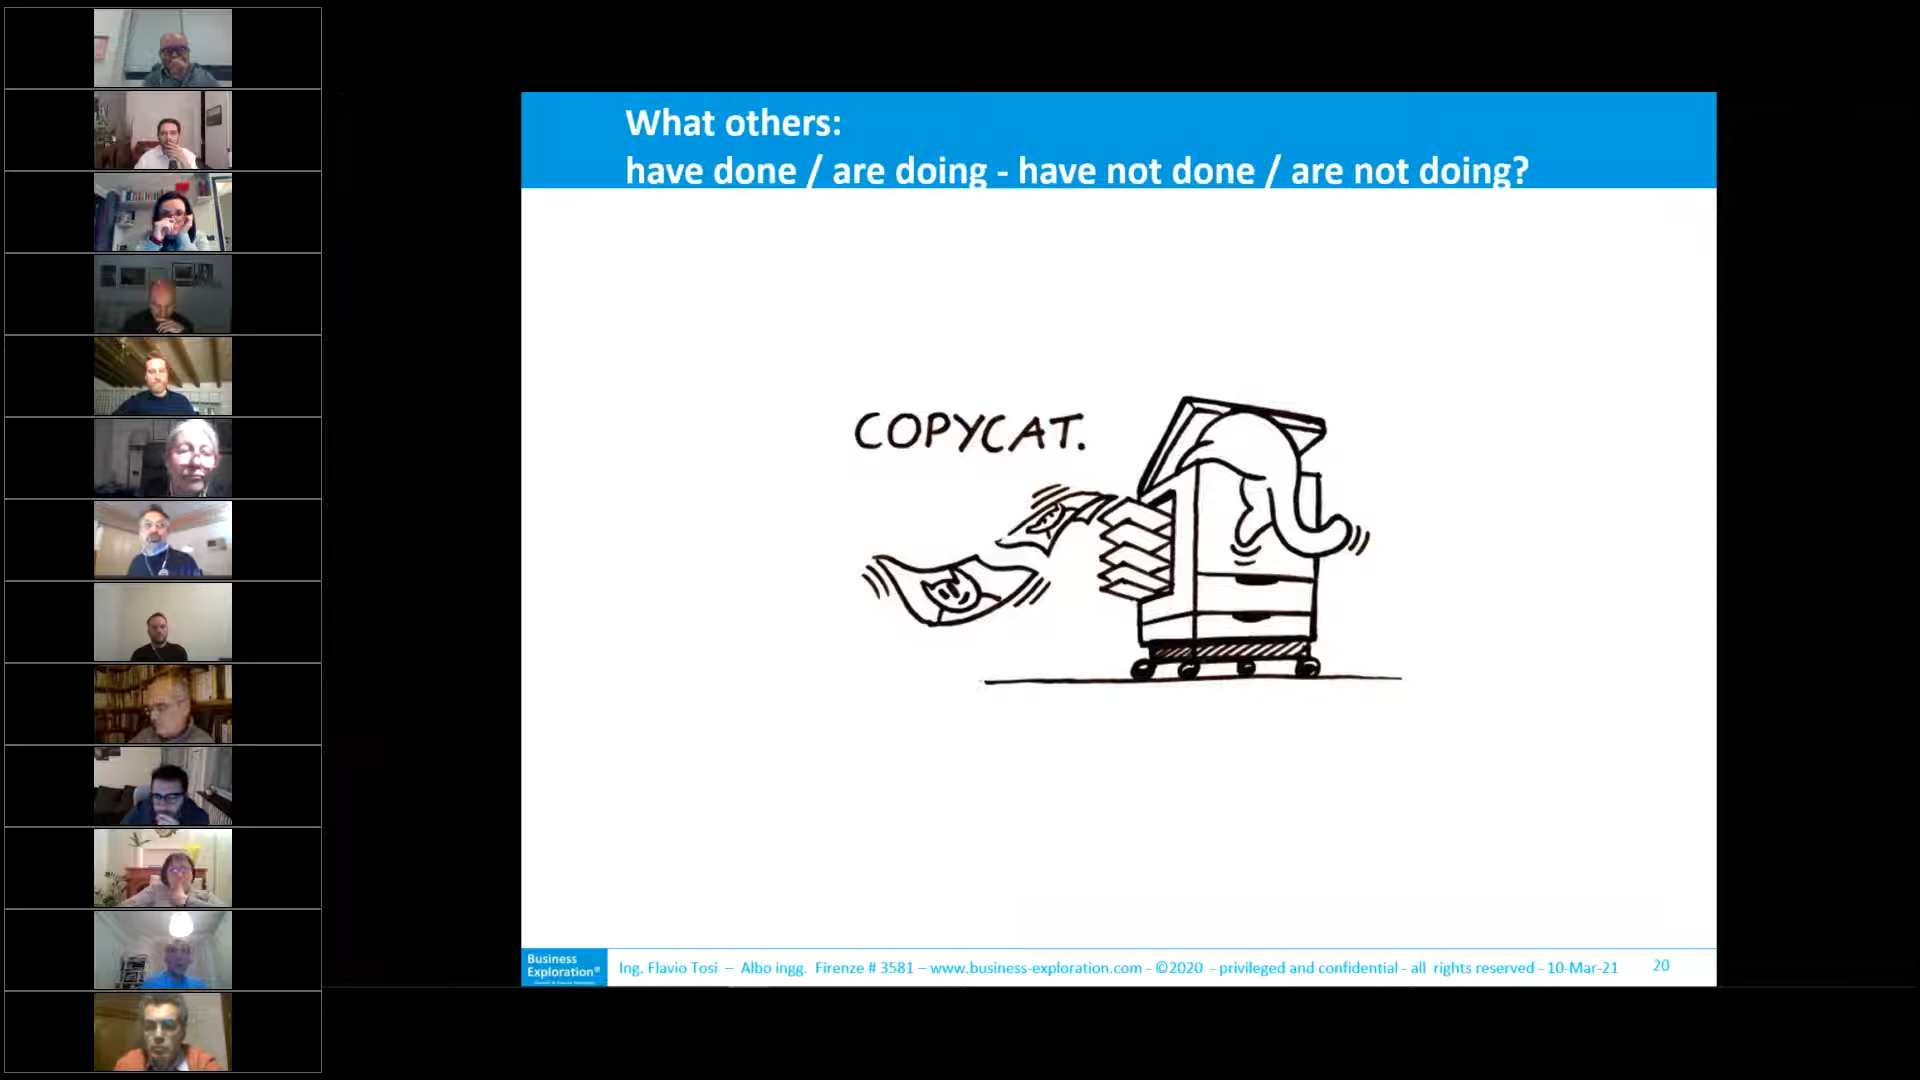 What others:
have done / are doing - have not done / are not doing?
COPYCAT.
Business
Exploration®
Ing. Flavio Tosi – Albo ingg. Firenze # 3581 – www.business-exploration.com - ©2020 - privileged and confidential - all rights reserved - 10-Mar-21
20